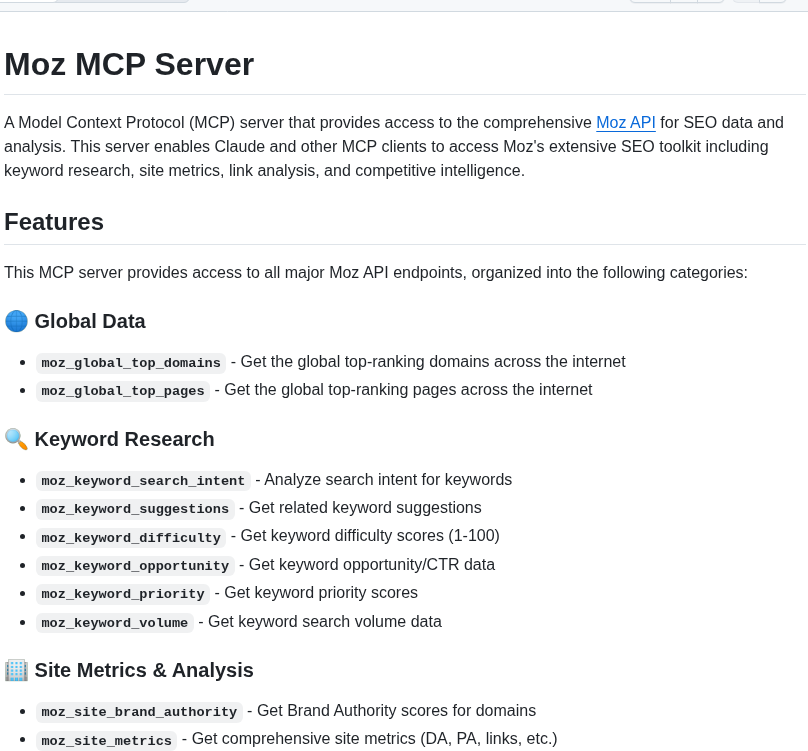 Moz MCP Server
A Model Context Protocol (MCP) server that provides access to the comprehensive Moz API for SEO data and
analysis. This server enables Claude and other MCP clients to access Moz's extensive SEO toolkit including
keyword research, site metrics, link analysis, and competitive intelligence.
Features
This MCP server provides access to all major Moz API endpoints, organized into the following categories:
🌐 Global Data
• moz_global_top_domains - Get the global top-ranking domains across the internet
• moz_global_top_pages - Get the global top-ranking pages across the internet
🔍 Keyword Research
• moz_keyword_search_intent - Analyze search intent for keywords
• moz_keyword_suggestions - Get related keyword suggestions
• moz_keyword_difficulty - Get keyword difficulty scores (1-100)
• moz_keyword_opportunity - Get keyword opportunity/CTR data
• moz_keyword_priority - Get keyword priority scores
• moz_keyword_volume - Get keyword search volume data
🏢 Site Metrics & Analysis
• moz_site_brand_authority - Get Brand Authority scores for domains
• moz_site_metrics - Get comprehensive site metrics (DA, PA, links, etc.)